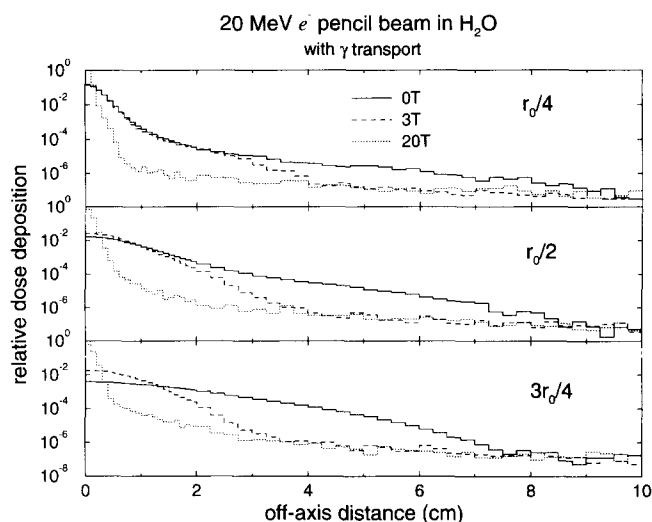 20 MeV e⁻ pencil beam in H₂O
with γ transport
relative dose deposition
10⁰
10⁻²
10⁻⁴
10⁻⁶
10⁰
10⁻²
10⁻⁴
10⁻⁶
10⁰
10⁻²
10⁻⁴
10⁻⁶
10⁻⁸
0T
3T
20T
r₀/4
r₀/2
3r₀/4
0
2
4
6
8
10
off-axis distance (cm)